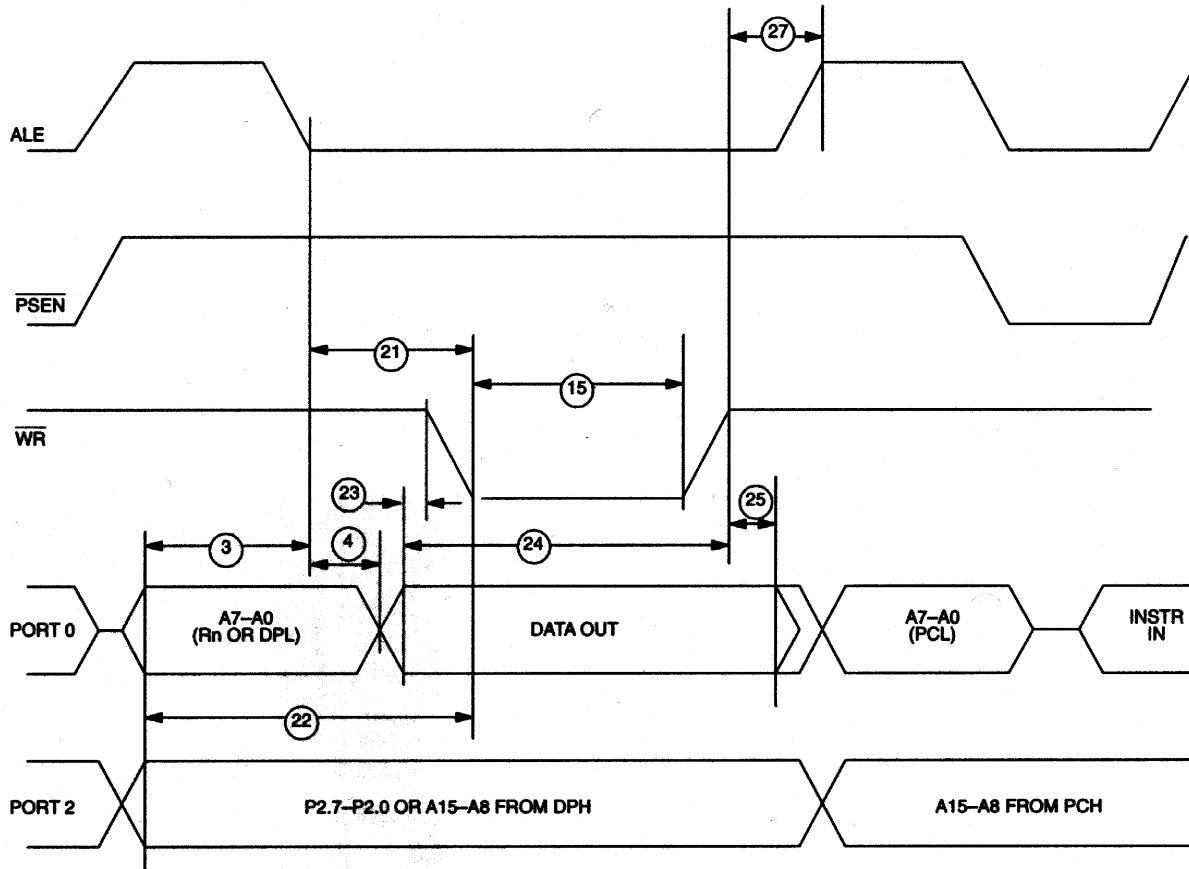 27
ALE
PSEN
21
15
WR
23
25
3
4
24
PORT 0
A7–A0
(Rn OR DPL)
DATA OUT
A7–A0
(PCL)
INSTR
IN
22
PORT 2
P2.7–P2.0 OR A15–A8 FROM DPH
A15–A8 FROM PCH